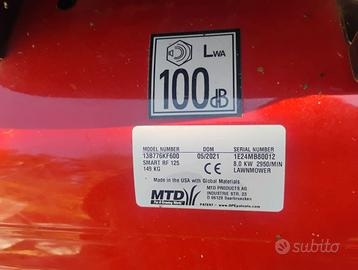 LWA
100dB
MODEL NUMBER DOM SERIAL NUMBER
13B776KF600 05/2021 1E24MB80012
SMART RF 125 8.0 KW 2950/MIN
149 KG CE LAWNMOWER
Made in the USA with Global Materials
MTD MTD PRODUCTS AG
INDUSTRIE STR. 23
D 66129 Saarbruecken
subito